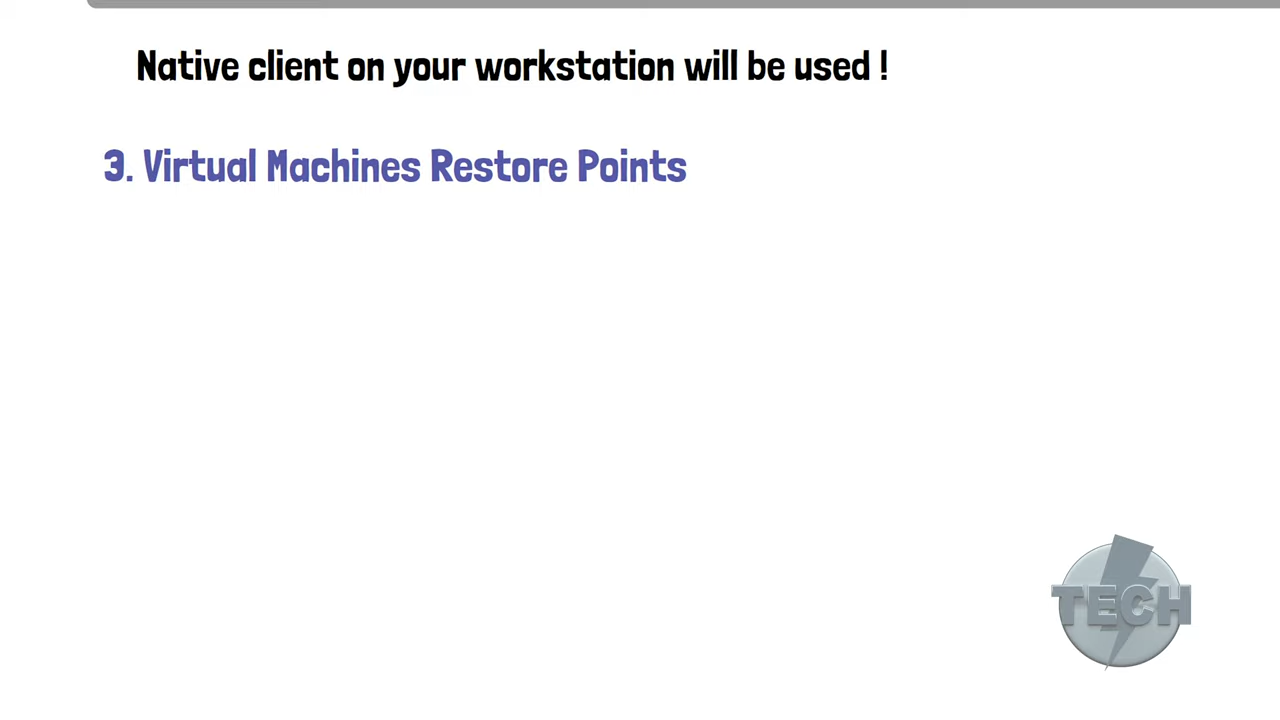 Native client on your workstation will be used !
3. Virtual Machines Restore Points
TECH